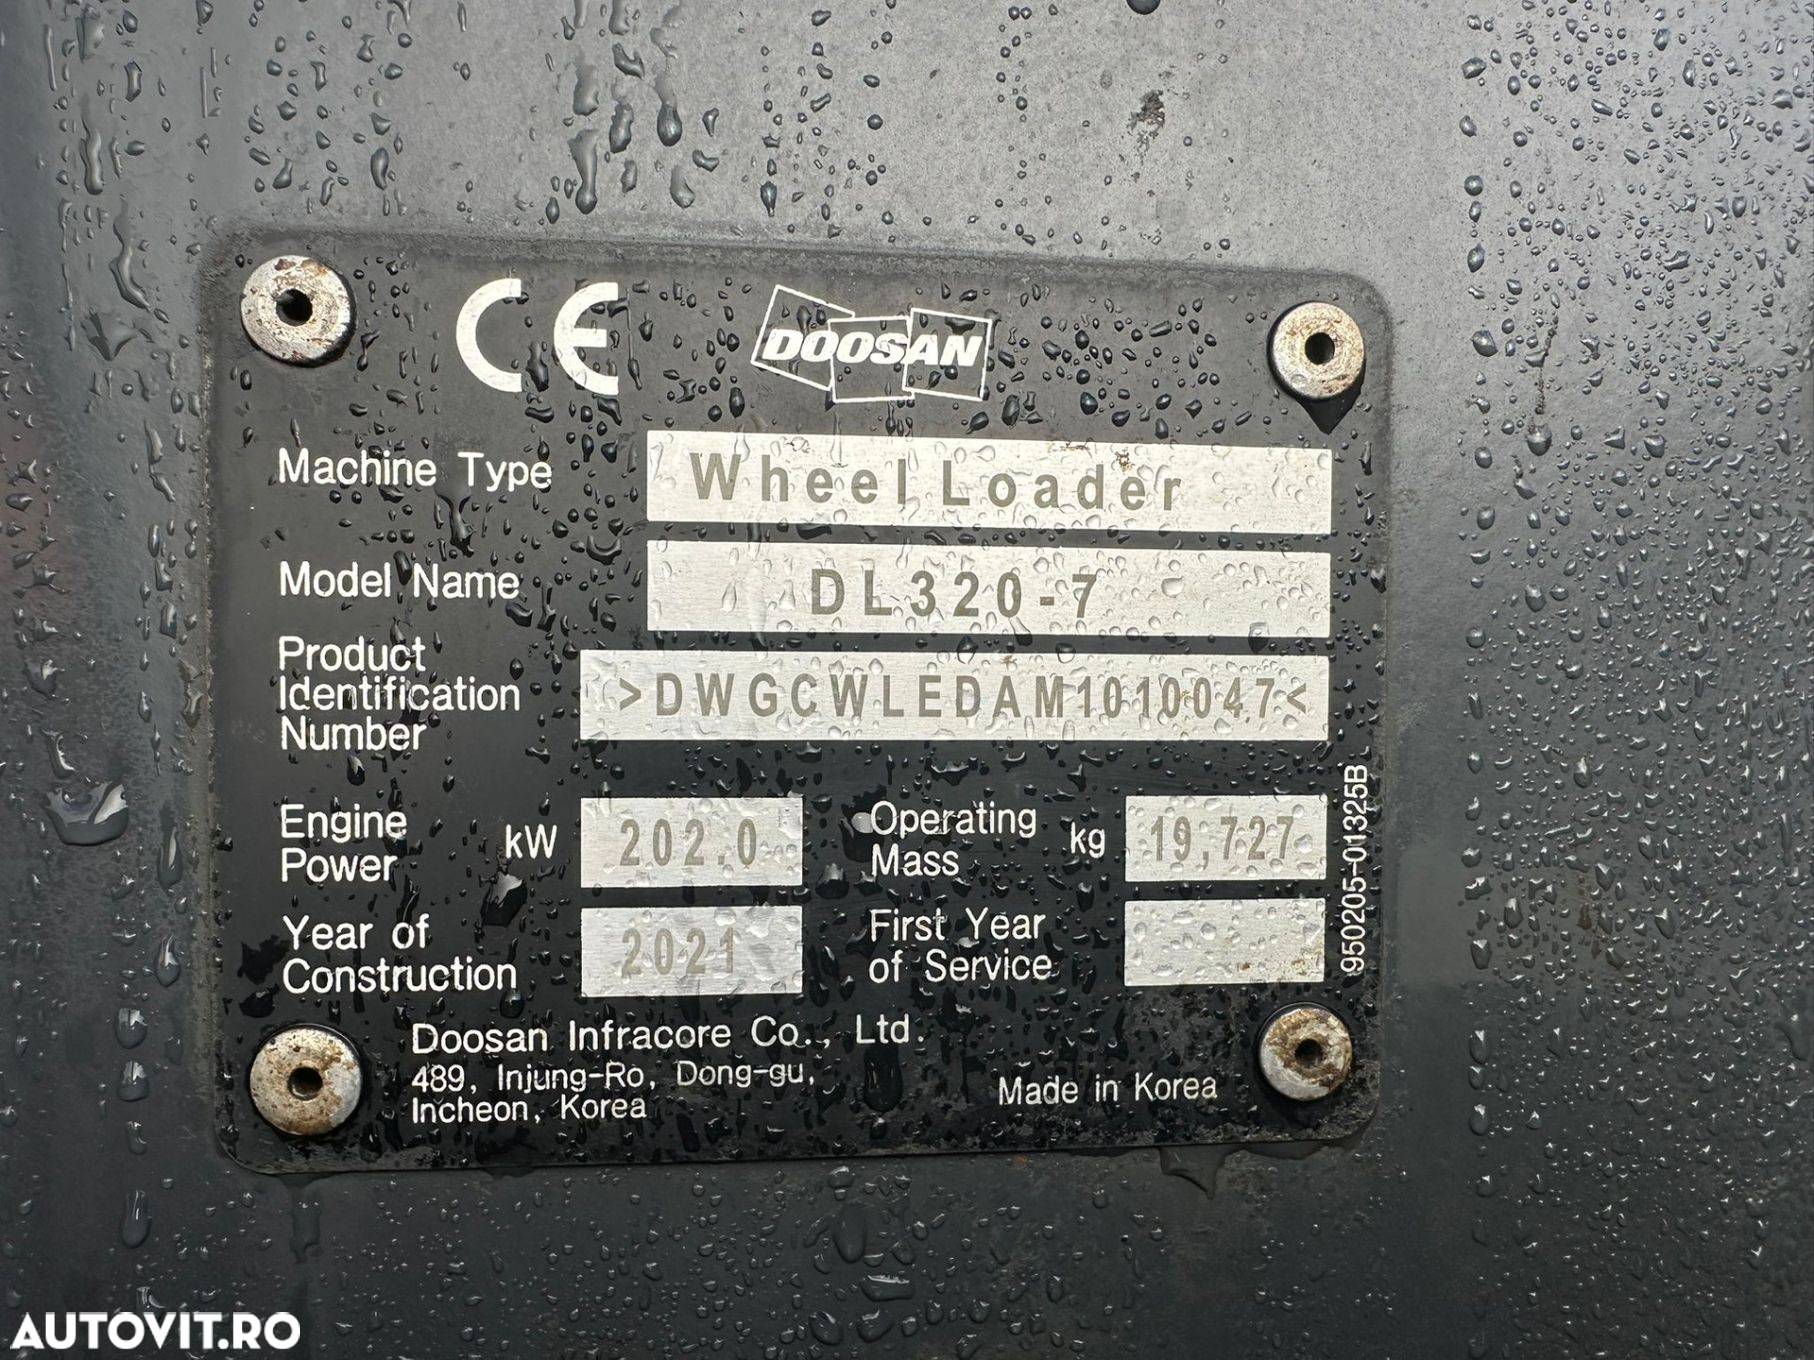 CE
DOOSAN
Machine Type Wheel Loader
Model Name DL320-7
Product
Identification
Number >DWGCWLEDAM1010047<
Engine
Power kW 202.0
Operating
Mass kg 19,727
Year of
Construction 2021
First Year
of Service
950205-01325B
Doosan Infracore Co., Ltd.
489, Injung-Ro, Dong-gu,
Incheon, Korea
Made in Korea
AUTOVIT.RO